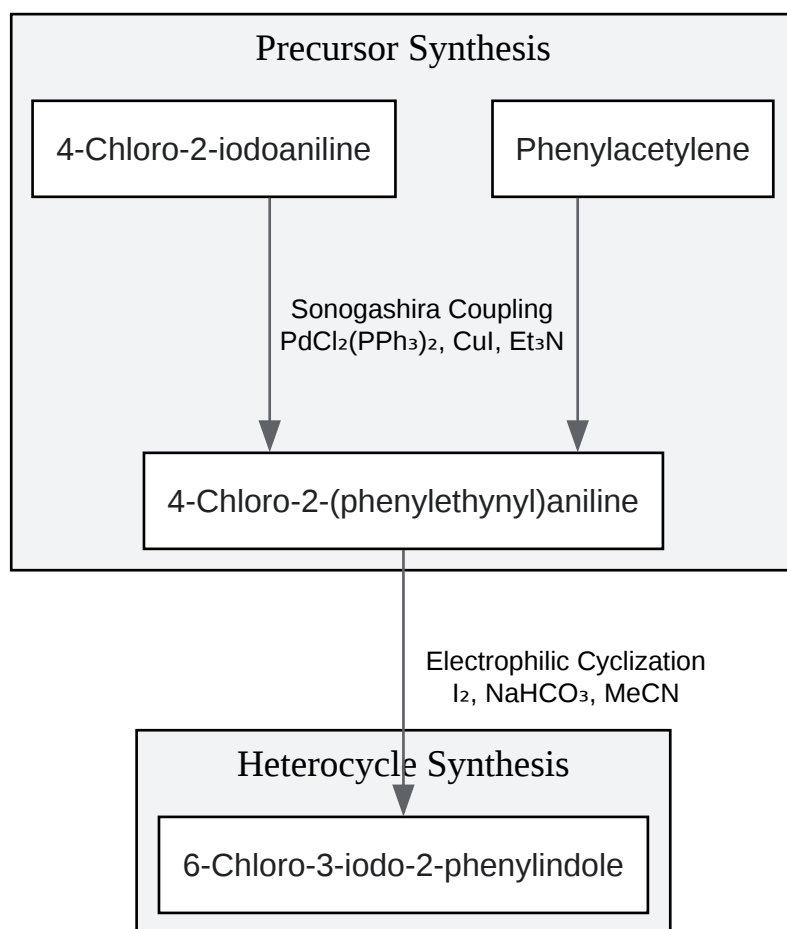 Precursor Synthesis
4-Chloro-2-iodoaniline
Phenylacetylene
Sonogashira Coupling
PdCl₂(PPh₃)₂, CuI, Et₃N
4-Chloro-2-(phenylethynyl)aniline
Electrophilic Cyclization
I₂, NaHCO₃, MeCN
Heterocycle Synthesis
6-Chloro-3-iodo-2-phenylindole